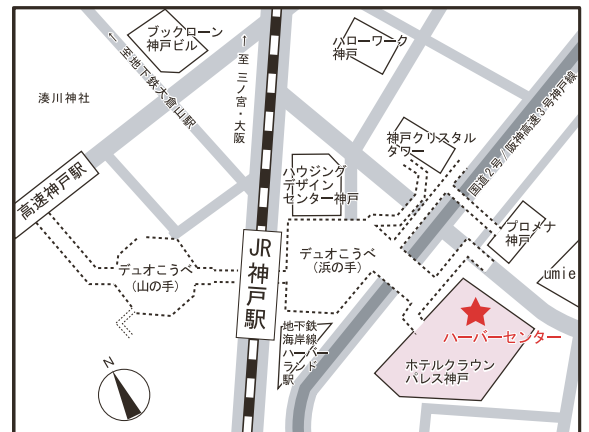 ブックローン
神戸ビル
← 至地下鉄大倉山駅
← 至 三ノ宮・大阪
ハローワーク
神戸
湊川神社
神戸クリスタル
タワー
国道2号/阪神高速3号神戸線
高速神戸駅
ハウジング
デザイン
センター神戸
プロメナ
神戸
デュオこうべ
(山の手)
JR
神戸駅
デュオこうべ
(浜の手)
umie
地下鉄
海岸線
ハーバー
ランド
駅
ハーバーセンター
ホテルクラウン
パレス神戸
N